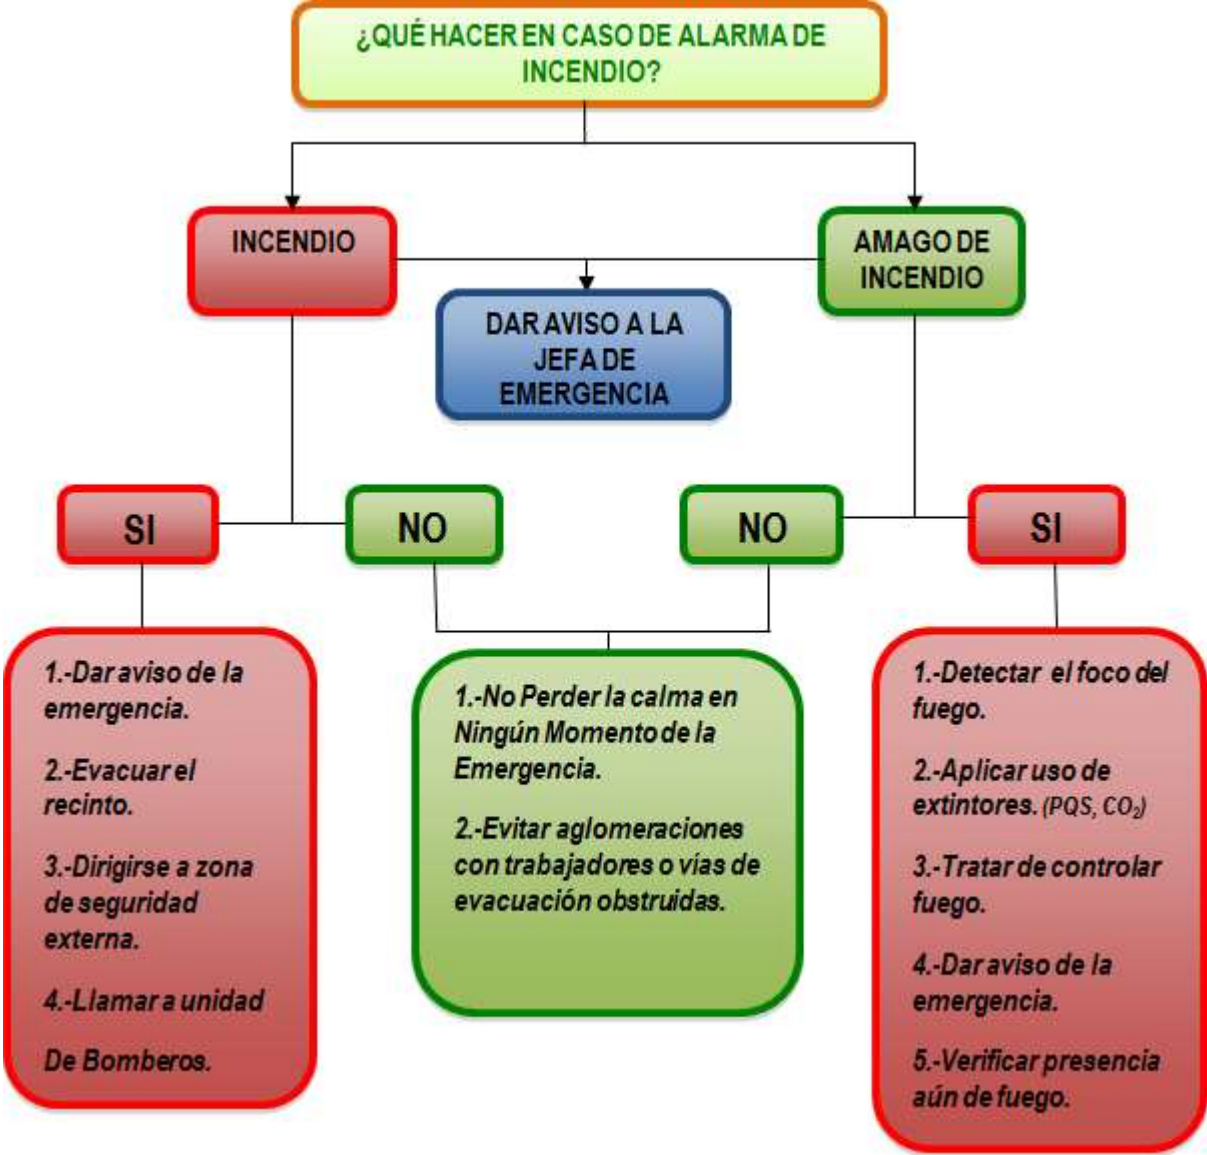 ¿QUÉ HACER EN CASO DE ALARMA DE
INCENDIO?
INCENDIO
AMAGO DE
INCENDIO
DAR AVISO A LA
JEFA DE
EMERGENCIA
SI
NO
NO
SI
1.-Dar aviso de la
emergencia.
2.-Evacuar el
recinto.
3.-Dirigirse a zona
de seguridad
externa.
4.-Llamar a unidad
De Bomberos.
1.-No Perder la calma en
Ningún Momento de la
Emergencia.
2.-Evitar aglomeraciones
con trabajadores o vías de
evacuación obstruidas.
1.-Detectar el foco del
fuego.
2.-Aplicar uso de
extintores. (PQS, CO₂)
3.-Tratar de controlar
fuego.
4.-Dar aviso de la
emergencia.
5.-Verificar presencia
aún de fuego.